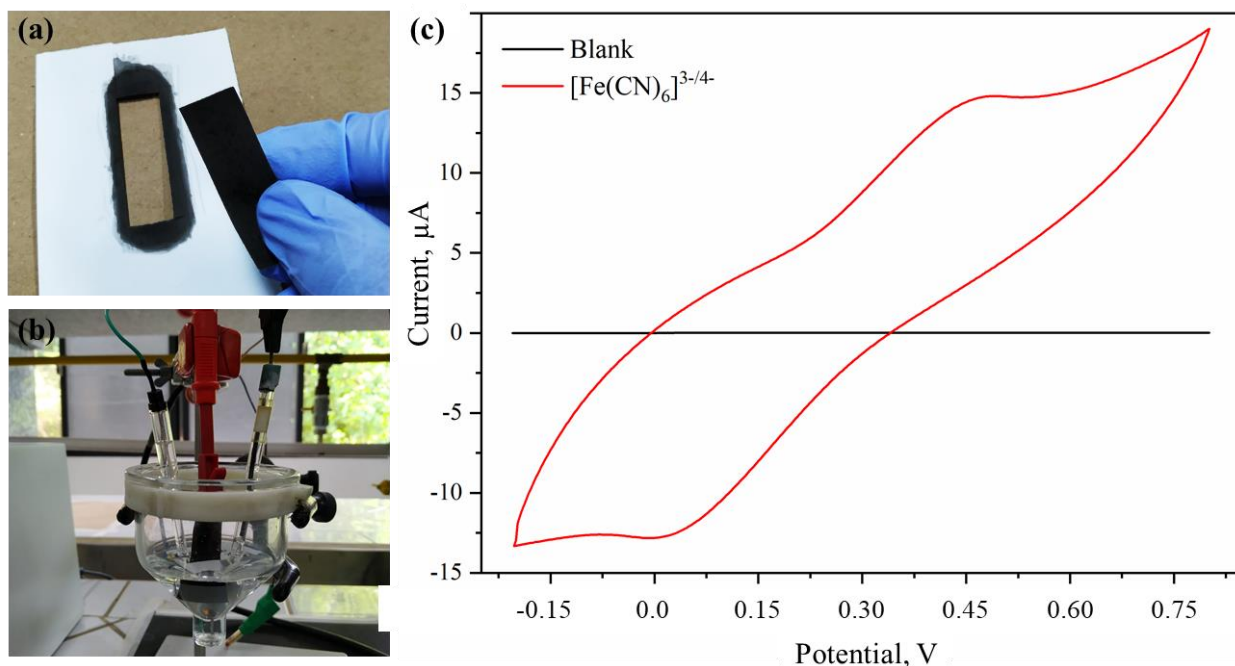 (a)
(b)
(c)
Blank
[Fe(CN)₆]³⁻/⁴⁻
Current, µA
15
10
5
0
-5
-10
-15
-0.15 0.0 0.15 0.30 0.45 0.60 0.75
Potential, V